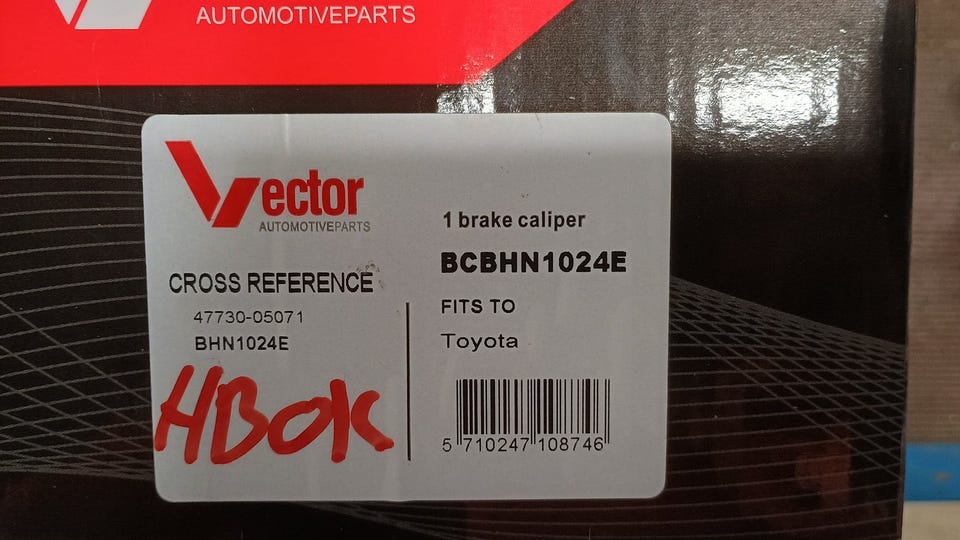 AUTOMOTIVEPARTS
Vector
AUTOMOTIVEPARTS
CROSS REFERENCE
47730-05071
BHN1024E
HBOK
1 brake caliper
BCBHN1024E
FITS TO
Toyota
5 710247 108746